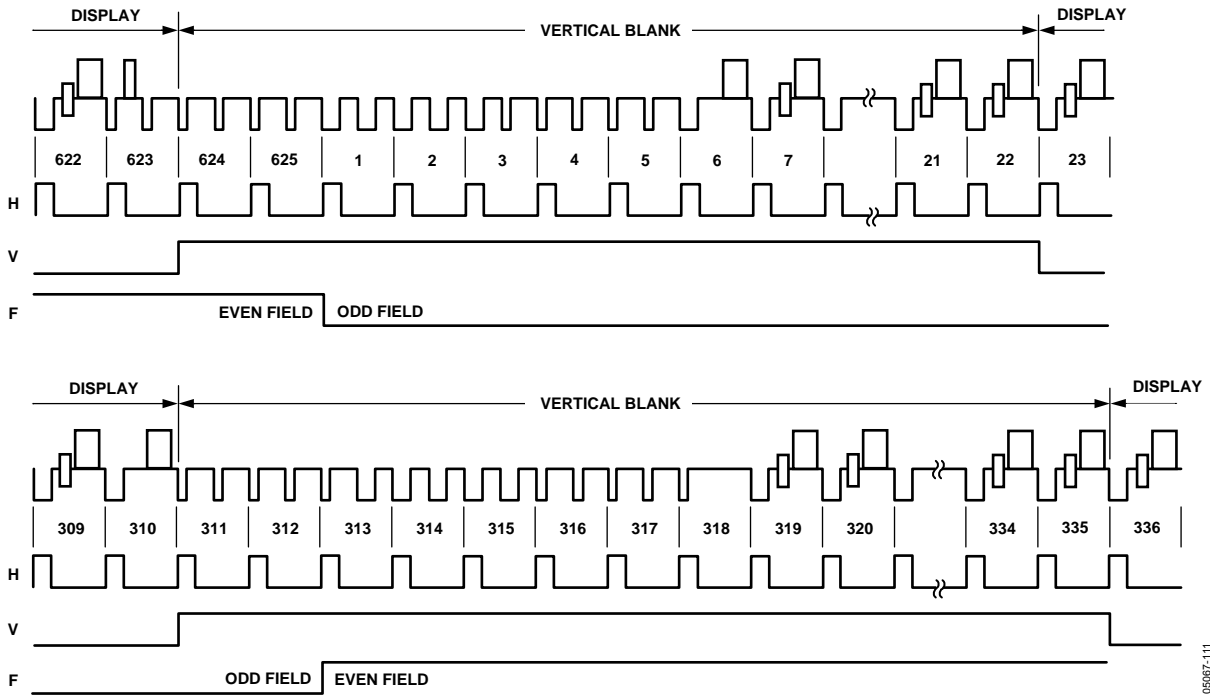 DISPLAY VERTICAL BLANK DISPLAY
622 623 624 625 1 2 3 4 5 6 7 21 22 23
H
V
F EVEN FIELD ODD FIELD
DISPLAY VERTICAL BLANK DISPLAY
309 310 311 312 313 314 315 316 317 318 319 320 334 335 336
H
V
F ODD FIELD EVEN FIELD
05067-111